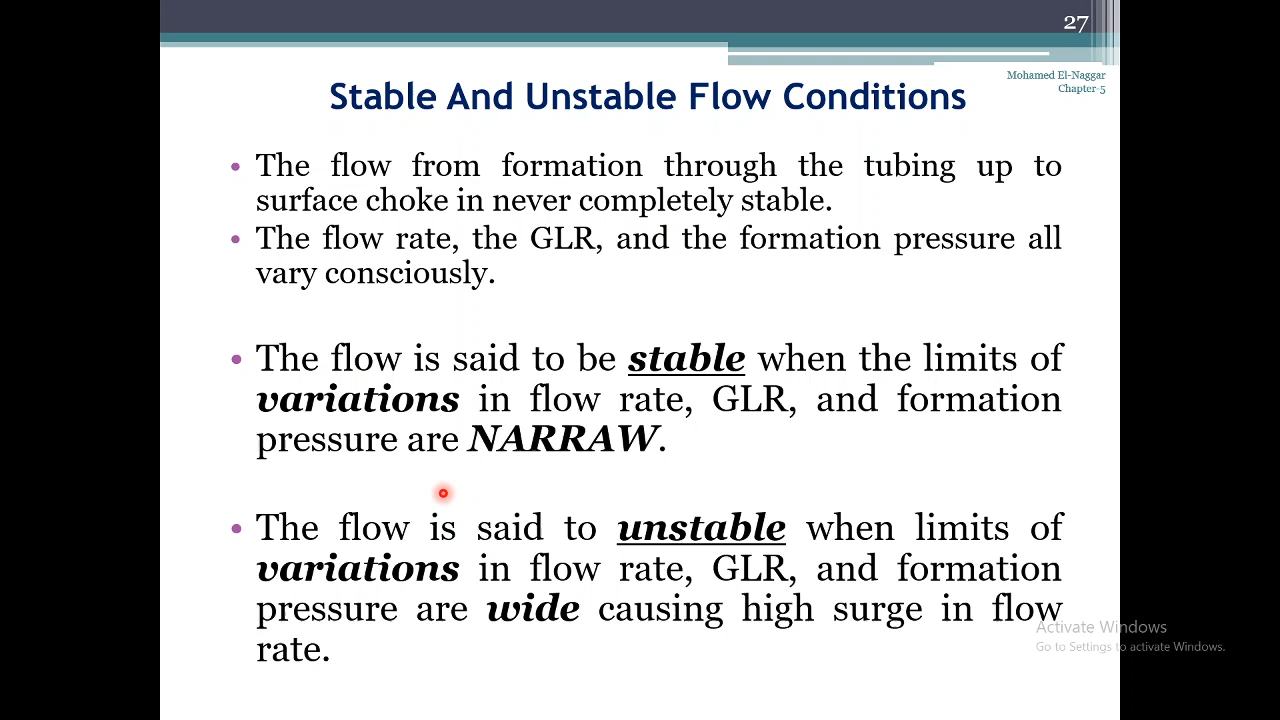 27
Mohamed El-Naggar
Chapter-5
Stable And Unstable Flow Conditions
• The flow from formation through the tubing up to
surface choke in never completely stable.
• The flow rate, the GLR, and the formation pressure all
vary consciously.
• The flow is said to be stable when the limits of
variations in flow rate, GLR, and formation
pressure are NARRAW.
• The flow is said to unstable when limits of
variations in flow rate, GLR, and formation
pressure are wide causing high surge in flow
rate.
Activate Windows
Go to Settings to activate Windows.